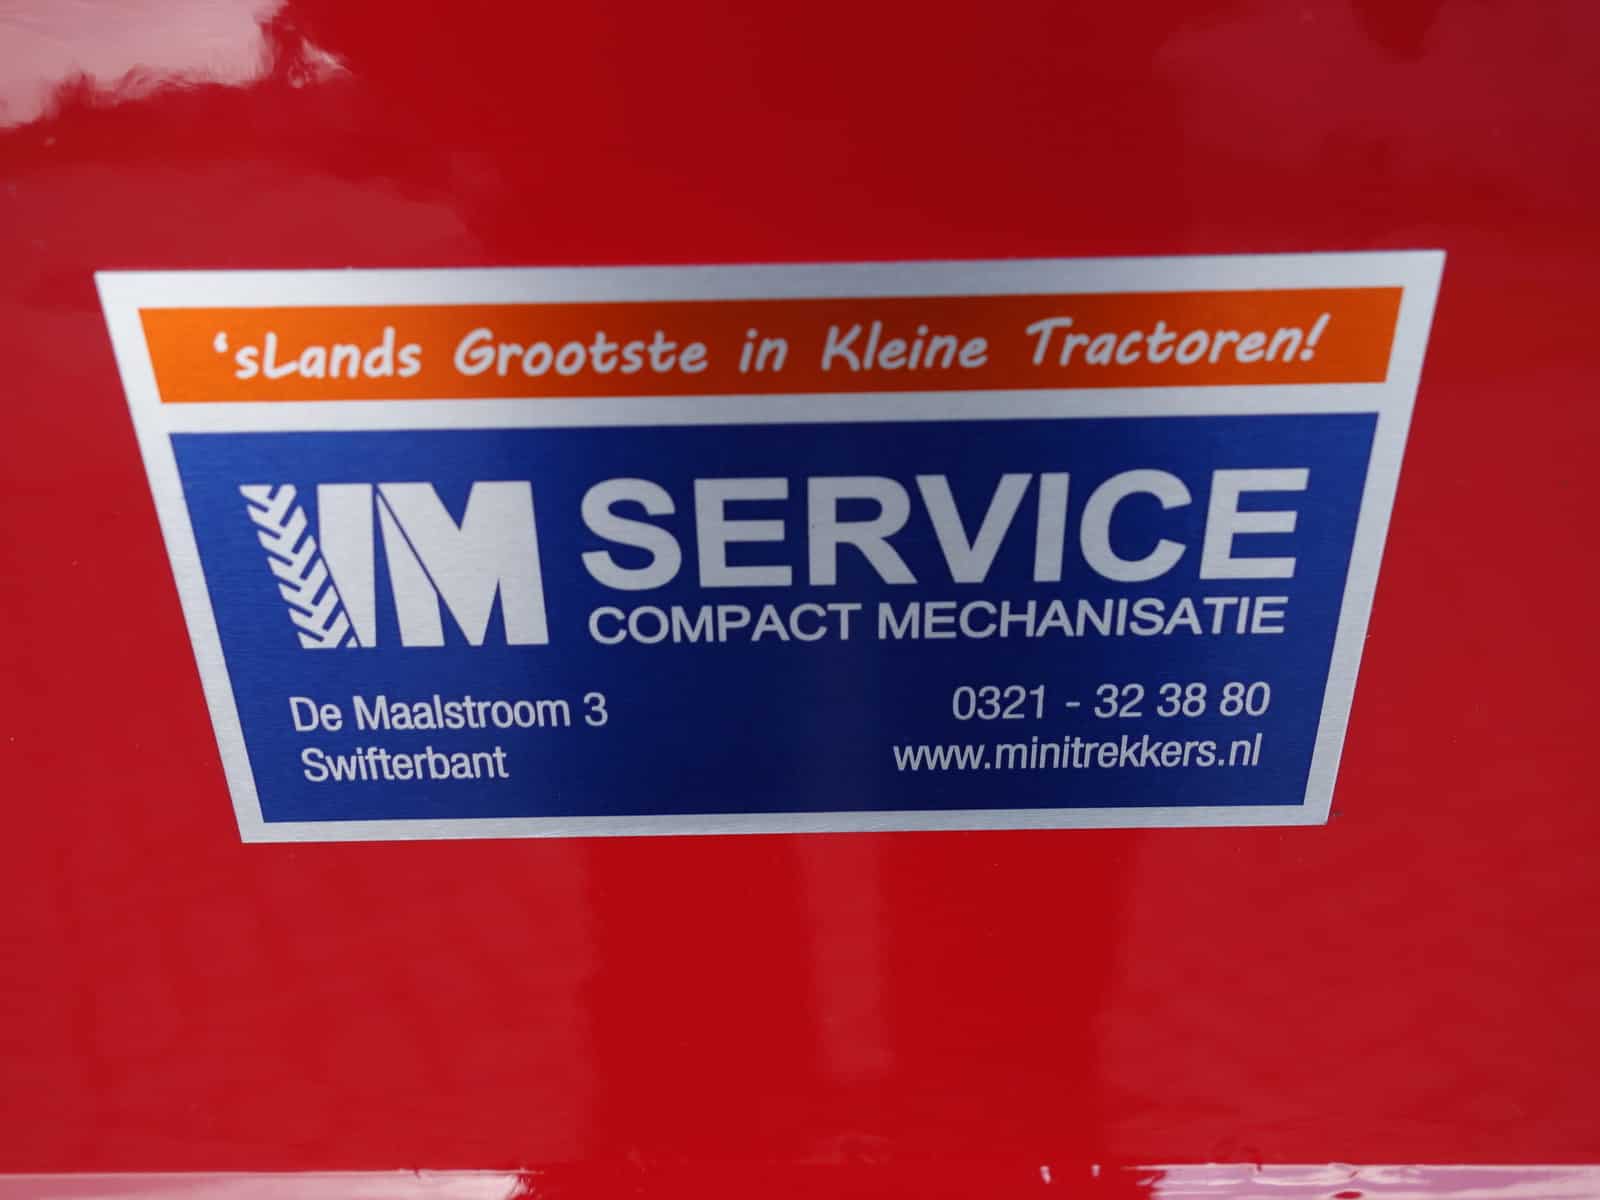 ‘sLands Grootste in Kleine Tractoren!
IM SERVICE
COMPACT MECHANISATIE
De Maalstroom 3
Swifterbant
0321 - 32 38 80
www.minitrekkers.nl